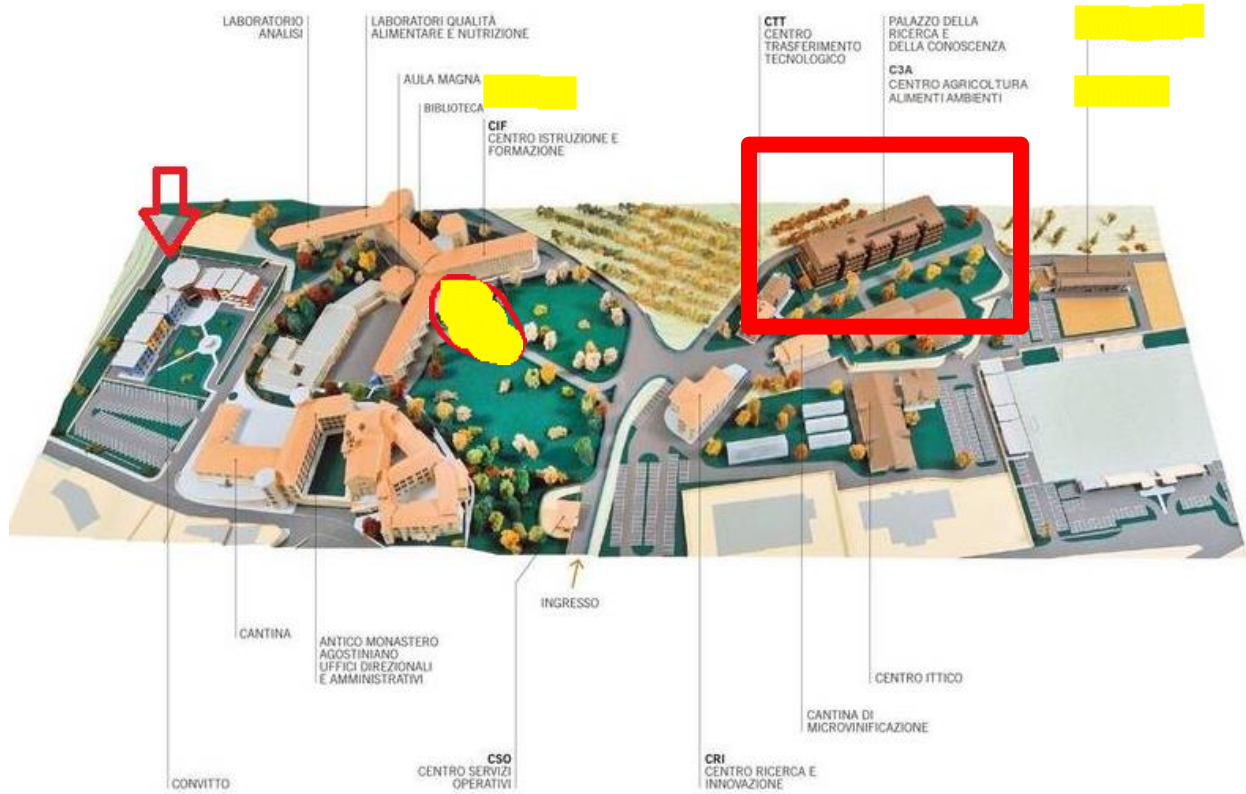 LABORATORIO
ANALISI
LABORATORI QUALITÀ
ALIMENTARE E NUTRIZIONE
AULA MAGNA
BIBLIOTECA
CIF
CENTRO ISTRUZIONE E
FORMAZIONE
CTT
CENTRO
TRASFERIMENTO
TECNOLOGICO
PALAZZO DELLA
RICERCA E
DELLA CONOSCENZA
C3A
CENTRO AGRICOLTURA
ALIMENTI AMBIENTI
INGRESSO
CANTINA
ANTICO MONASTERO
AGOSTINIANO
UFFICI DIREZIONALI
E AMMINISTRATIVI
CENTRO ITTICO
CANTINA DI
MICROVINIFICAZIONE
CONVITTO
CSO
CENTRO SERVIZI
OPERATIVI
CRI
CENTRO RICERCA E
INNOVAZIONE